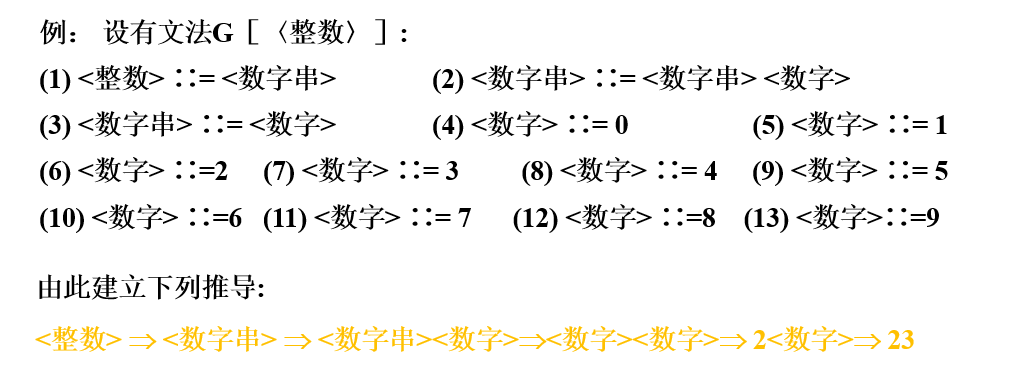 例： 设有文法G［〈整数〉］:
(1) <整数> ∷= <数字串> (2) <数字串> ∷= <数字串> <数字>
(3) <数字串> ∷= <数字> (4) <数字> ∷= 0 (5) <数字> ∷= 1
(6) <数字> ∷=2 (7) <数字> ∷= 3 (8) <数字> ∷= 4 (9) <数字> ∷= 5
(10) <数字> ∷=6 (11) <数字> ∷= 7 (12) <数字> ∷=8 (13) <数字>∷=9
由此建立下列推导:
<整数> ⇒ <数字串> ⇒ <数字串><数字>⇒<数字><数字>⇒ 2<数字>⇒ 23